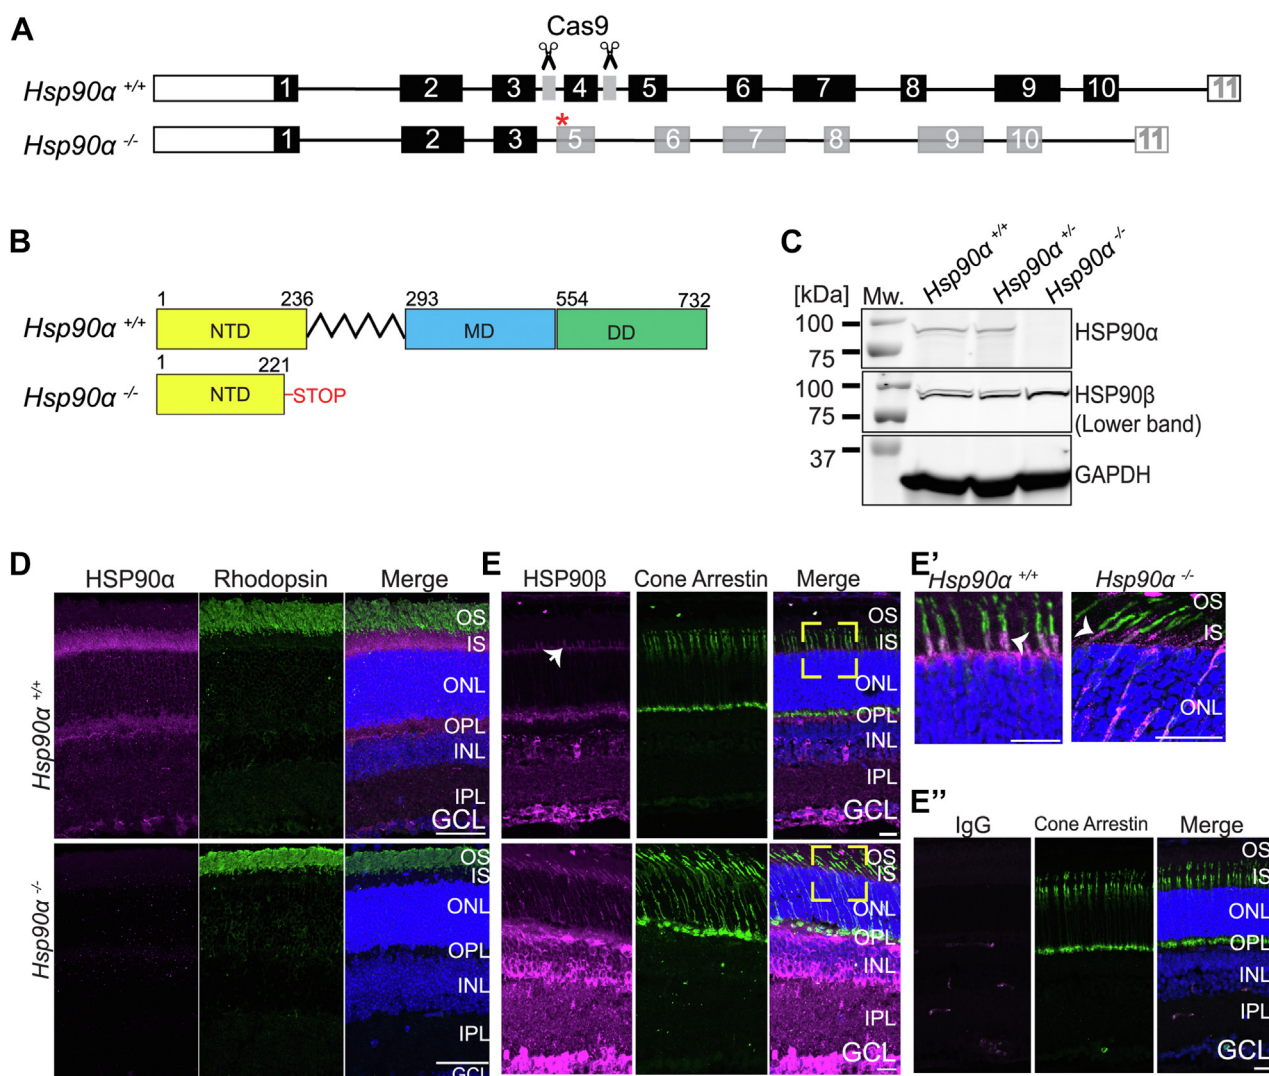 A
Cas9
Hsp90α +/+
1 2 3 4 5 6 7 8 9 10 11
*
Hsp90α -/-
1 2 3 5 6 7 8 9 10 11
B
1 236 293 554 732
Hsp90α +/+
NTD MD DD
1 221
Hsp90α -/-
NTD STOP
C
Hsp90α +/+ Hsp90α +/- Hsp90α -/-
[kDa] Mw.
100
75
HSP90α
100
75
HSP90β
(Lower band)
37
GAPDH
D
HSP90α Rhodopsin Merge
Hsp90α +/+
OS
IS
ONL
OPL
INL
IPL
GCL
Hsp90α -/-
OS
IS
ONL
OPL
INL
IPL
GCL
E
HSP90β Cone Arrestin Merge
OS
IS
ONL
OPL
INL
IPL
GCL
OS
IS
ONL
OPL
INL
IPL
GCL
E’
Hsp90α +/+ Hsp90α -/-
OS
IS
ONL
E”
IgG Cone Arrestin Merge
OS
IS
ONL
OPL
INL
IPL
GCL